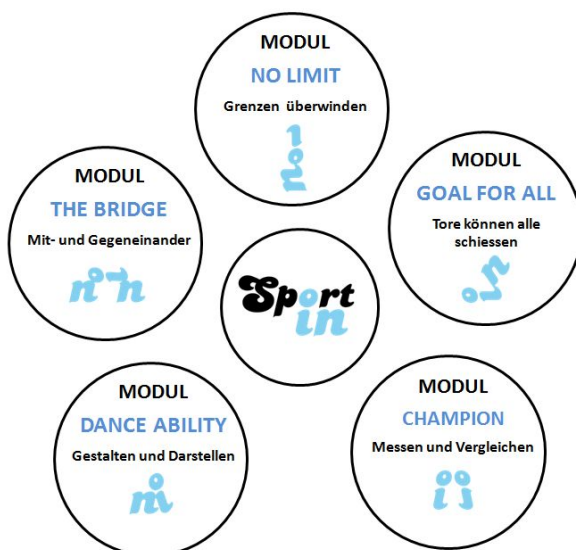 MODUL
NO LIMIT
Grenzen überwinden
MODUL
GOAL FOR ALL
Tore können alle
schiessen
MODUL
THE BRIDGE
Mit- und Gegeneinander
Sport
in
MODUL
DANCE ABILITY
Gestalten und Darstellen
MODUL
CHAMPION
Messen und Vergleichen